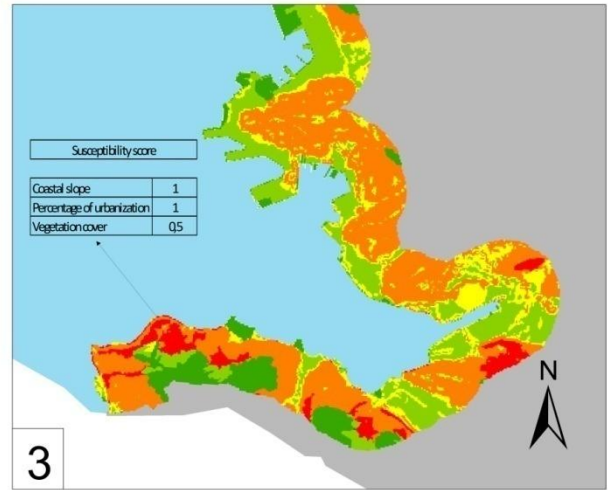 Susceptibility score
Coastal slope 1
Percentage of urbanization 1
Vegetation cover 0,5
N
3